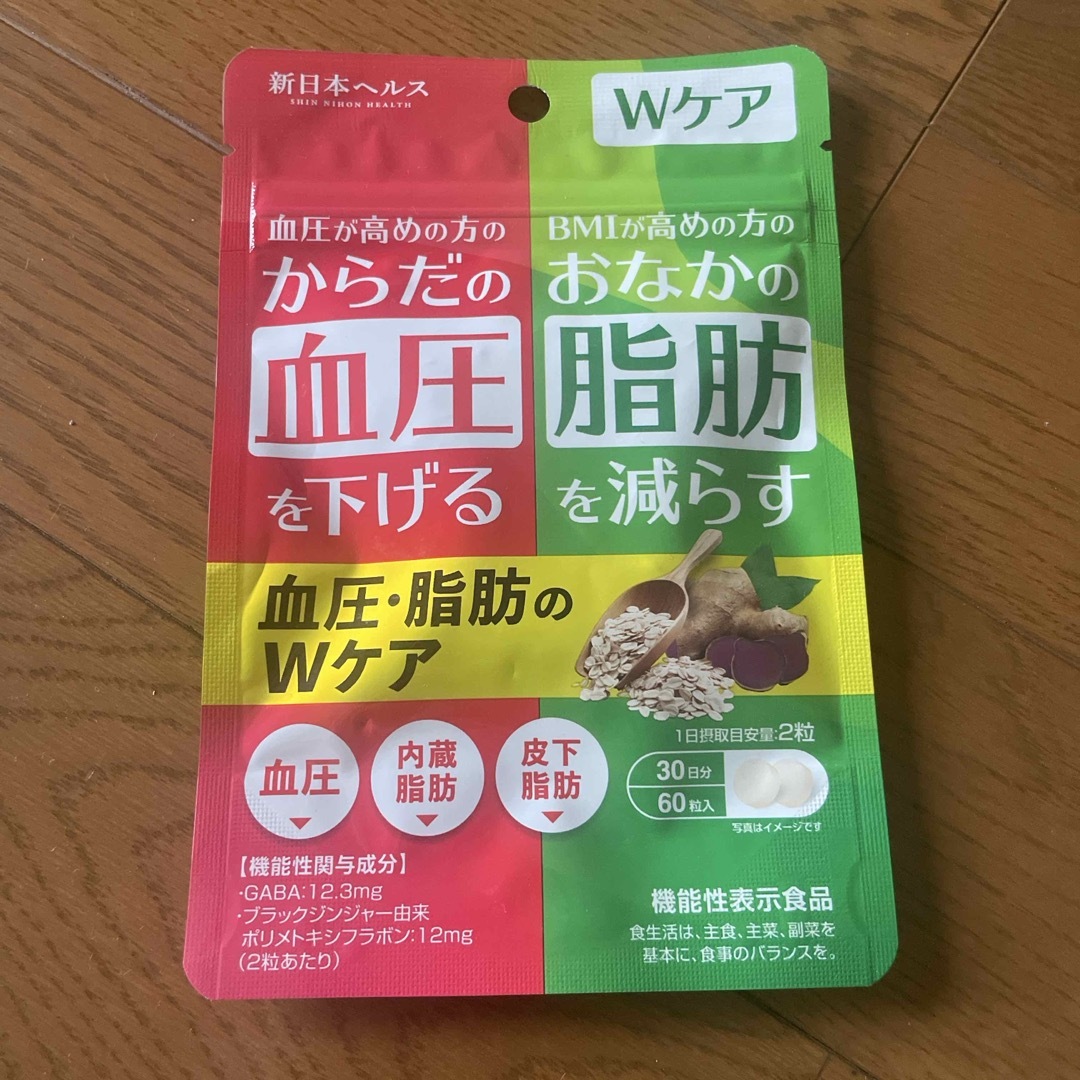 新日本ヘルス
SHIN NIHON HEALTH
Wケア
血圧が高めの方の
からだの
血圧
を下げる
BMIが高めの方の
おなかの
脂肪
を減らす
血圧・脂肪の
Wケア
血圧
内蔵
脂肪
皮下
脂肪
1日摂取目安量:2粒
30日分
60粒入
写真はイメージです
【機能性関与成分】
・GABA:12.3mg
・ブラックジンジャー由来
ポリメトキシフラボン:12mg
(2粒あたり)
機能性表示食品
食生活は、主食、主菜、副菜を
基本に、食事のバランスを。